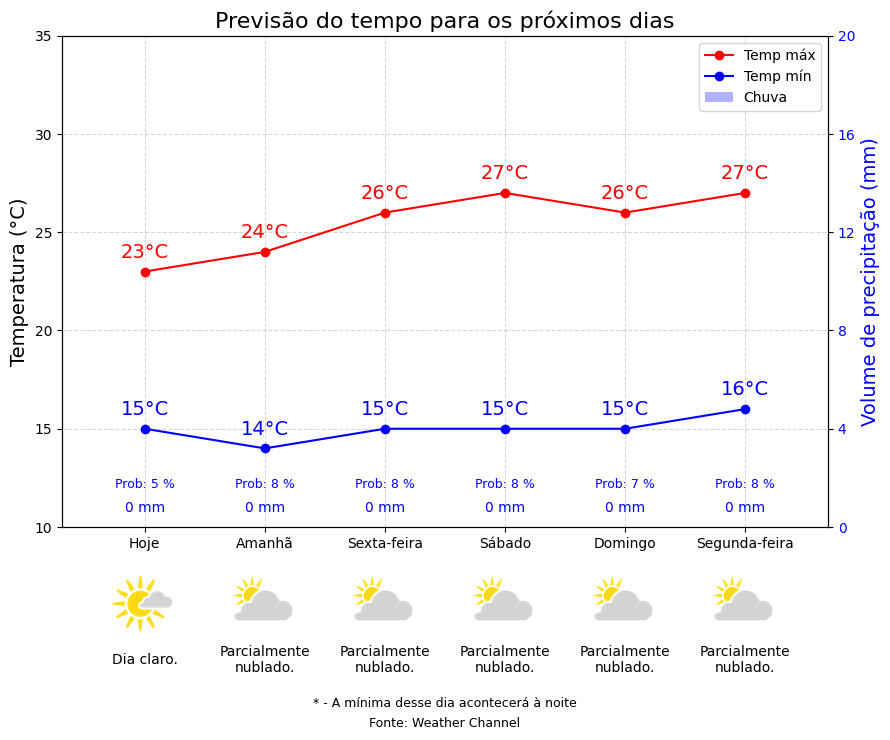 Previsão do tempo para os próximos dias
Temperatura (°C)
Volume de precipitação (mm)
35
30
25
20
15
10
20
16
12
8
4
0
Temp máx
Temp mín
Chuva
23°C
24°C
26°C
27°C
26°C
27°C
15°C
14°C
15°C
15°C
15°C
16°C
Prob: 5 %
Prob: 8 %
Prob: 8 %
Prob: 8 %
Prob: 7 %
Prob: 8 %
0 mm
0 mm
0 mm
0 mm
0 mm
0 mm
Hoje
Amanhã
Sexta-feira
Sábado
Domingo
Segunda-feira
Dia claro.
Parcialmente
nublado.
Parcialmente
nublado.
Parcialmente
nublado.
Parcialmente
nublado.
Parcialmente
nublado.
* - A mínima desse dia acontecerá à noite
Fonte: Weather Channel